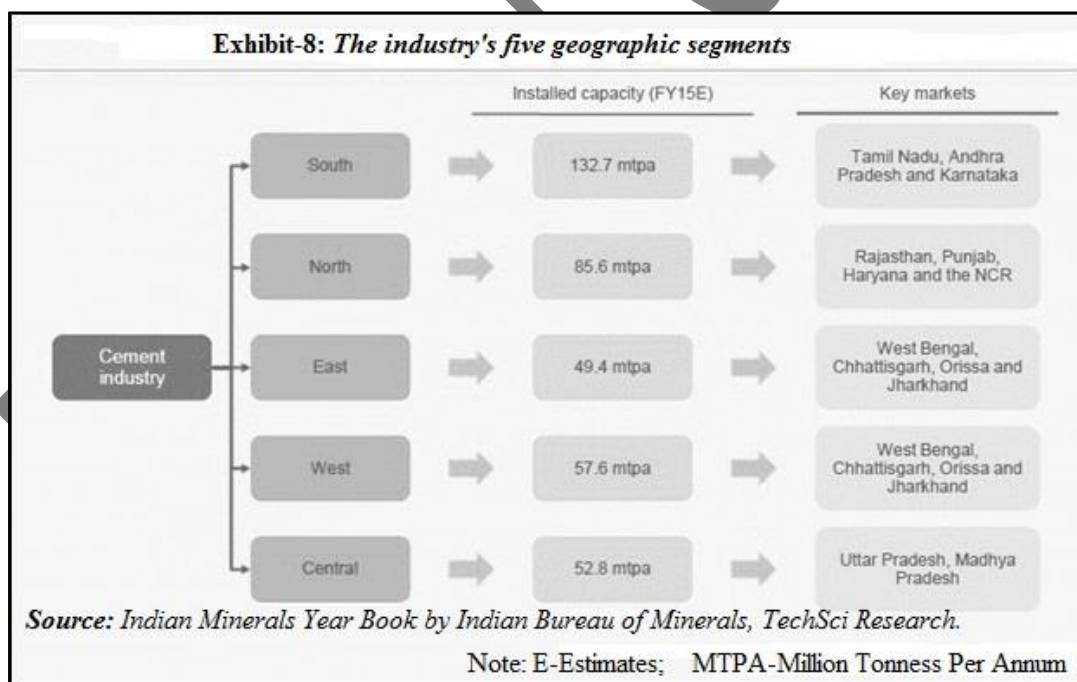 Exhibit-8: The industry's five geographic segments
Installed capacity (FY15E)
Key markets
South
132.7 mtpa
Tamil Nadu, Andhra
Pradesh and Karnataka
North
85.6 mtpa
Rajasthan, Punjab,
Haryana and the NCR
Cement
industry
East
49.4 mtpa
West Bengal,
Chhattisgarh, Orissa and
Jharkhand
West
57.6 mtpa
West Bengal,
Chhattisgarh, Orissa and
Jharkhand
Central
52.8 mtpa
Uttar Pradesh, Madhya
Pradesh
Source: Indian Minerals Year Book by Indian Bureau of Minerals, TechSci Research.
Note: E-Estimates; MTPA-Million Tonness Per Annum